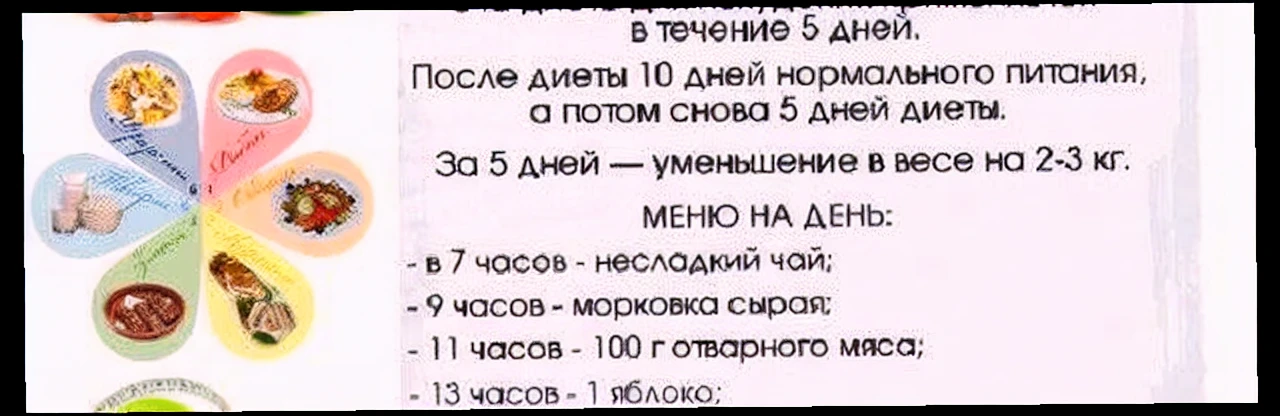 в течение 5 дней.
После диеты 10 дней нормального питания,
а потом снова 5 дней диеты.
За 5 дней — уменьшение в весе на 2-3 кг.
МЕНЮ НА ДЕНЬ:
- в 7 часов - несладкий чай;
- 9 часов - морковка сырая;
- 11 часов - 100 г отварного мяса;
- 13 часов - 1 яблоко;